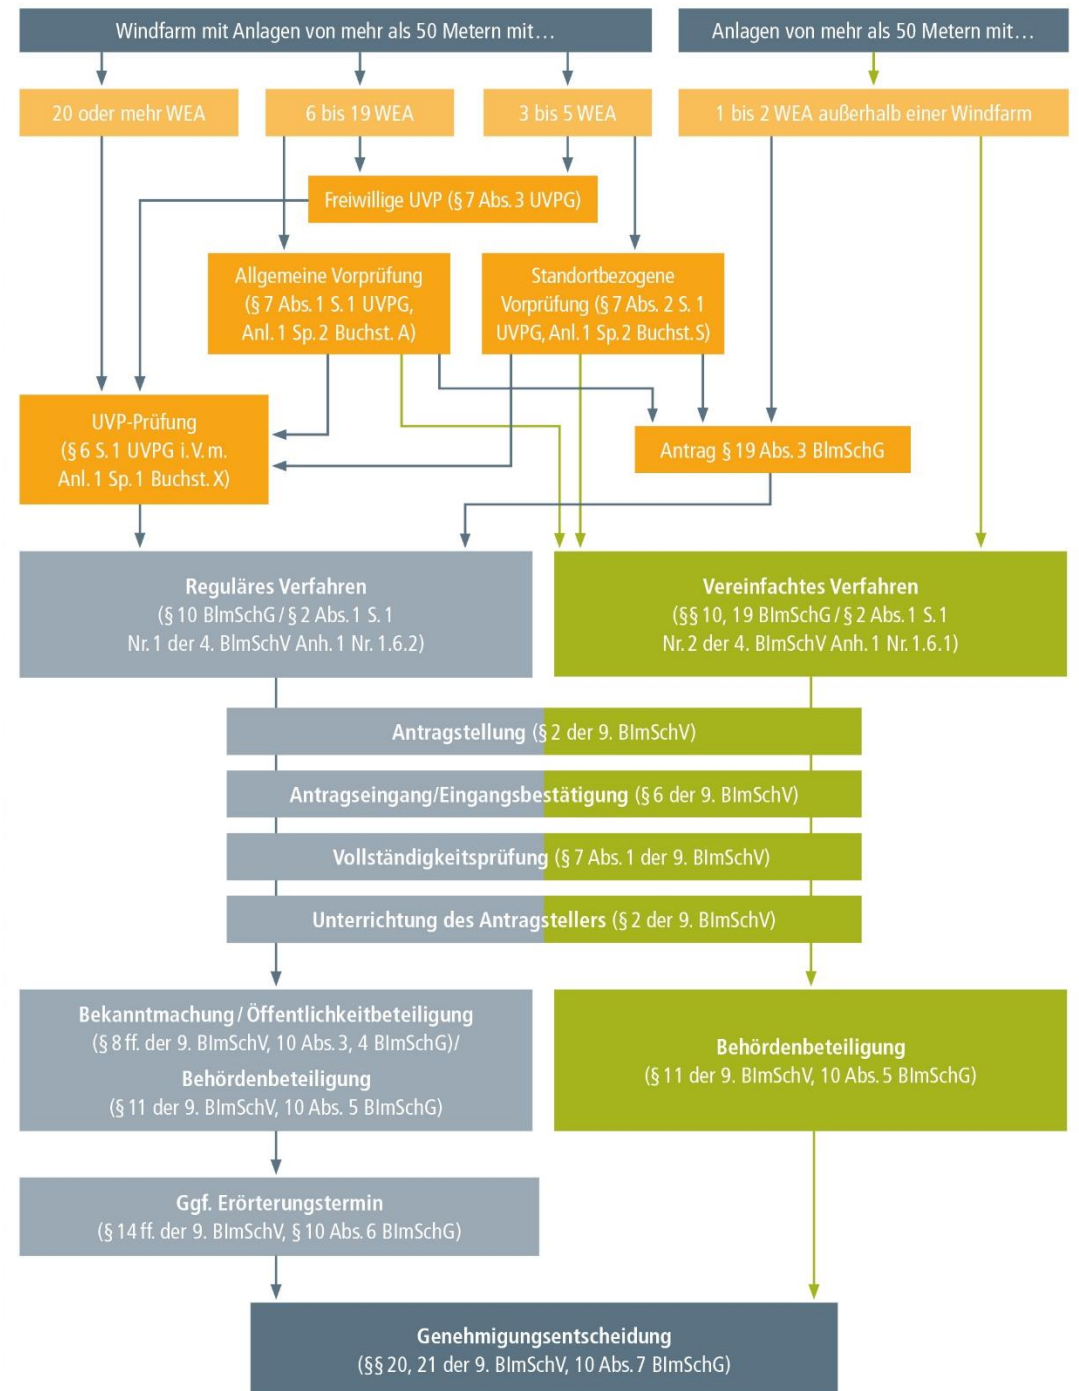 Windfarm mit Anlagen von mehr als 50 Metern mit…
Anlagen von mehr als 50 Metern mit…
20 oder mehr WEA
6 bis 19 WEA
3 bis 5 WEA
1 bis 2 WEA außerhalb einer Windfarm
Freiwillige UVP (§ 7 Abs. 3 UVPG)
Allgemeine Vorprüfung
(§ 7 Abs. 1 S. 1 UVPG,
Anl. 1 Sp. 2 Buchst. A)
Standortbezogene
Vorprüfung (§ 7 Abs. 2 S. 1
UVPG, Anl. 1 Sp. 2 Buchst. S)
UVP-Prüfung
(§ 6 S. 1 UVPG i. V. m.
Anl. 1 Sp. 1 Buchst. X)
Antrag § 19 Abs. 3 BImSchG
Reguläres Verfahren
(§ 10 BImSchG / § 2 Abs. 1 S. 1
Nr. 1 der 4. BImSchV Anh. 1 Nr. 1.6.2)
Vereinfachtes Verfahren
(§§ 10, 19 BImSchG / § 2 Abs. 1 S. 1
Nr. 2 der 4. BImSchV Anh. 1 Nr. 1.6.1)
Antragstellung (§ 2 der 9. BImSchV)
Antragseingang/Eingangsbestätigung (§ 6 der 9. BImSchV)
Vollständigkeitsprüfung (§ 7 Abs. 1 der 9. BImSchV)
Unterrichtung des Antragstellers (§ 2 der 9. BImSchV)
Bekanntmachung / Öffentlichkeitbeteiligung
(§ 8 ff. der 9. BImSchV, 10 Abs. 3, 4 BImSchG)/
Behördenbeteiligung
(§ 11 der 9. BImSchV, 10 Abs. 5 BImSchG)
Behördenbeteiligung
(§ 11 der 9. BImSchV, 10 Abs. 5 BImSchG)
Ggf. Erörterungstermin
(§ 14 ff. der 9. BImSchV, § 10 Abs. 6 BImSchG)
Genehmigungsentscheidung
(§§ 20, 21 der 9. BImSchV, 10 Abs. 7 BImSchG)